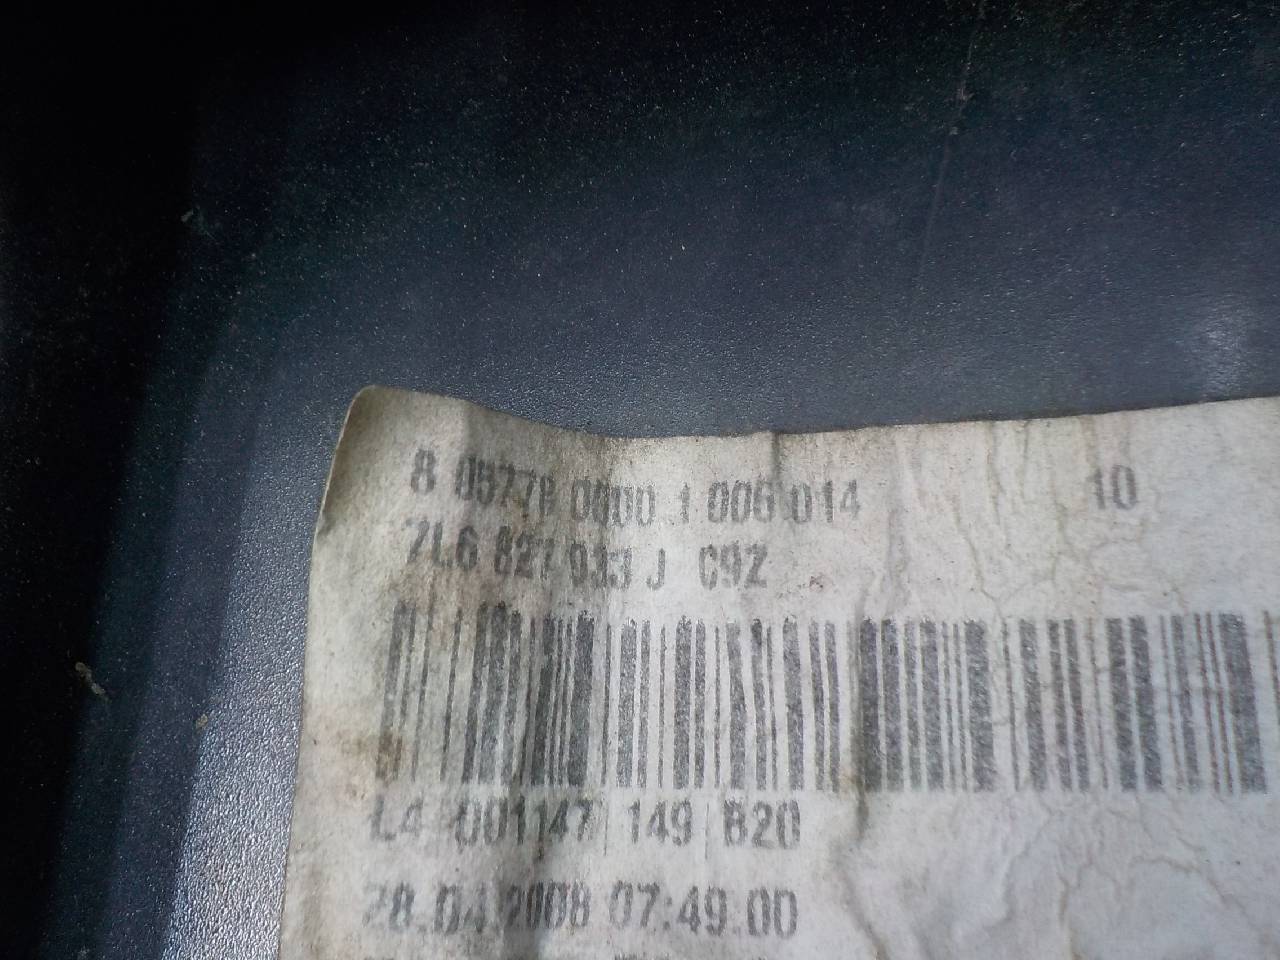 8 05778 0000 1 006 014 10
7L6 827 933 J C9Z
L4 001147 149 B20
28.04.2008 07:49.00